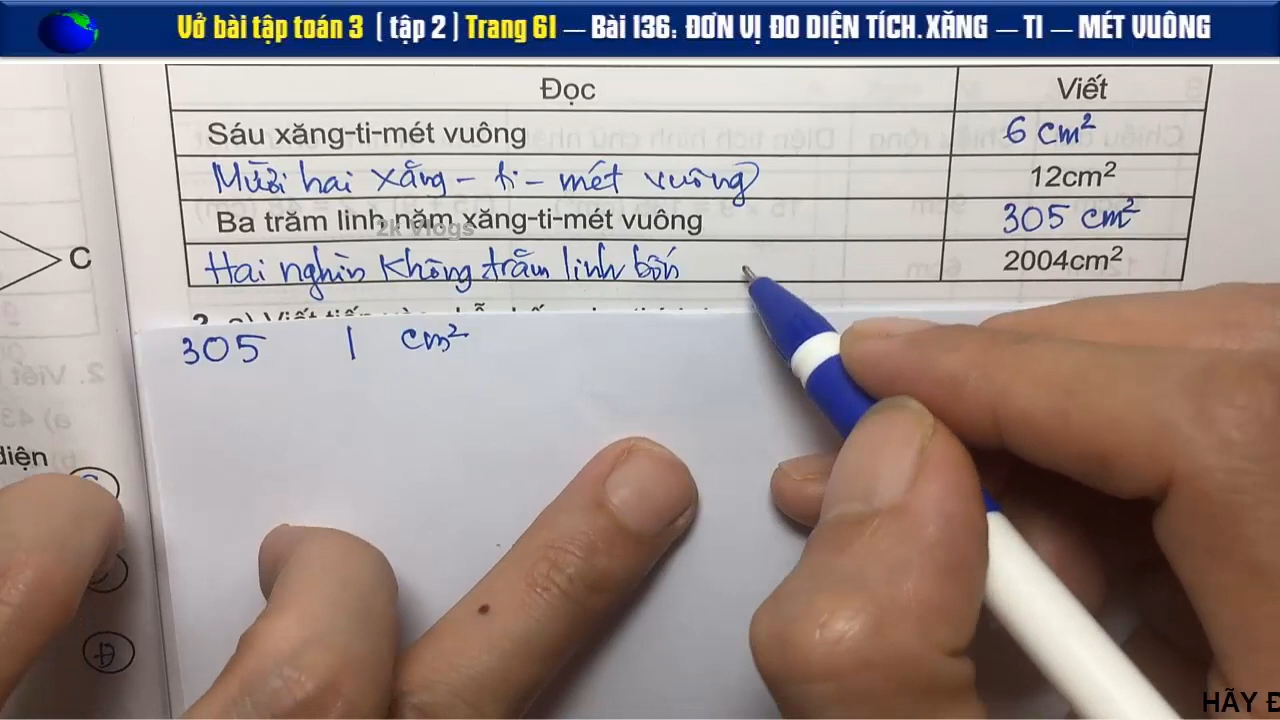 Vở bài tập toán 3 ( tập 2 ) Trang 61 – Bài 136: ĐƠN VỊ ĐO DIỆN TÍCH. XĂNG – TI – MÉT VUÔNG
Đọc Viết
Sáu xăng-ti-mét vuông 6 cm²
Mười hai xăng - ti - mét vuông 12cm²
Ba trăm linh năm xăng-ti-mét vuông 305 cm²
2k Vlogs
C
Hai nghìn không trăm linh bốn 2004cm²
305 1 cm²
diện
Đ
HÃY Đ